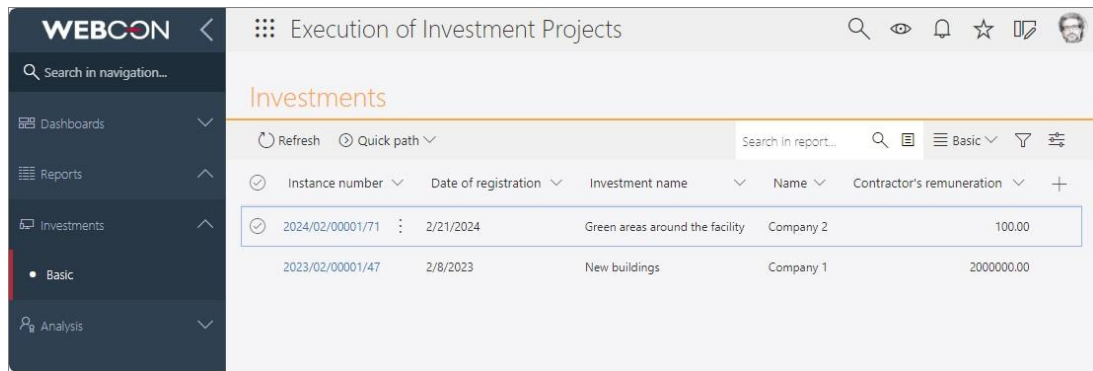 WEBCON
Execution of Investment Projects
Search in navigation...
Dashboards
Reports
Investments
Basic
Analysis
Investments
Refresh Quick path Search in report... Basic
Instance number Date of registration Investment name Name Contractor's remuneration
2024/02/00001/71 2/21/2024 Green areas around the facility Company 2 100.00
2023/02/00001/47 2/8/2023 New buildings Company 1 2000000.00